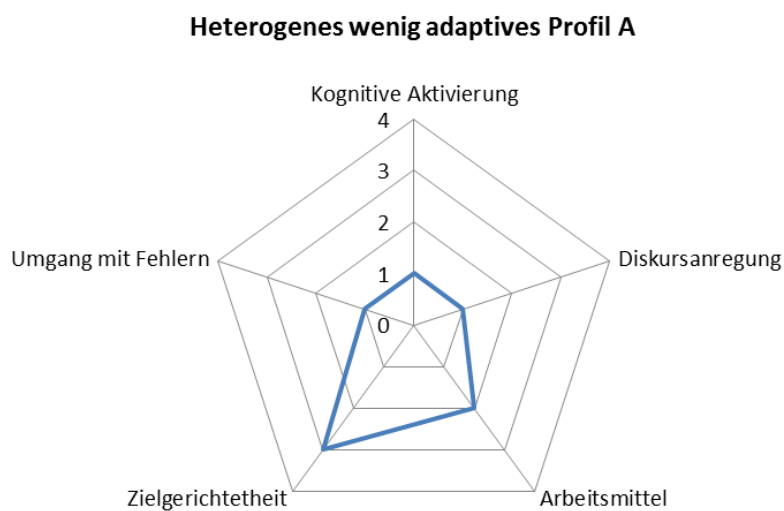 Heterogenes wenig adaptives Profil A
Kognitive Aktivierung
4
3
2
1
0
Umgang mit Fehlern
Diskursanregung
Zielgerichtetheit
Arbeitsmittel